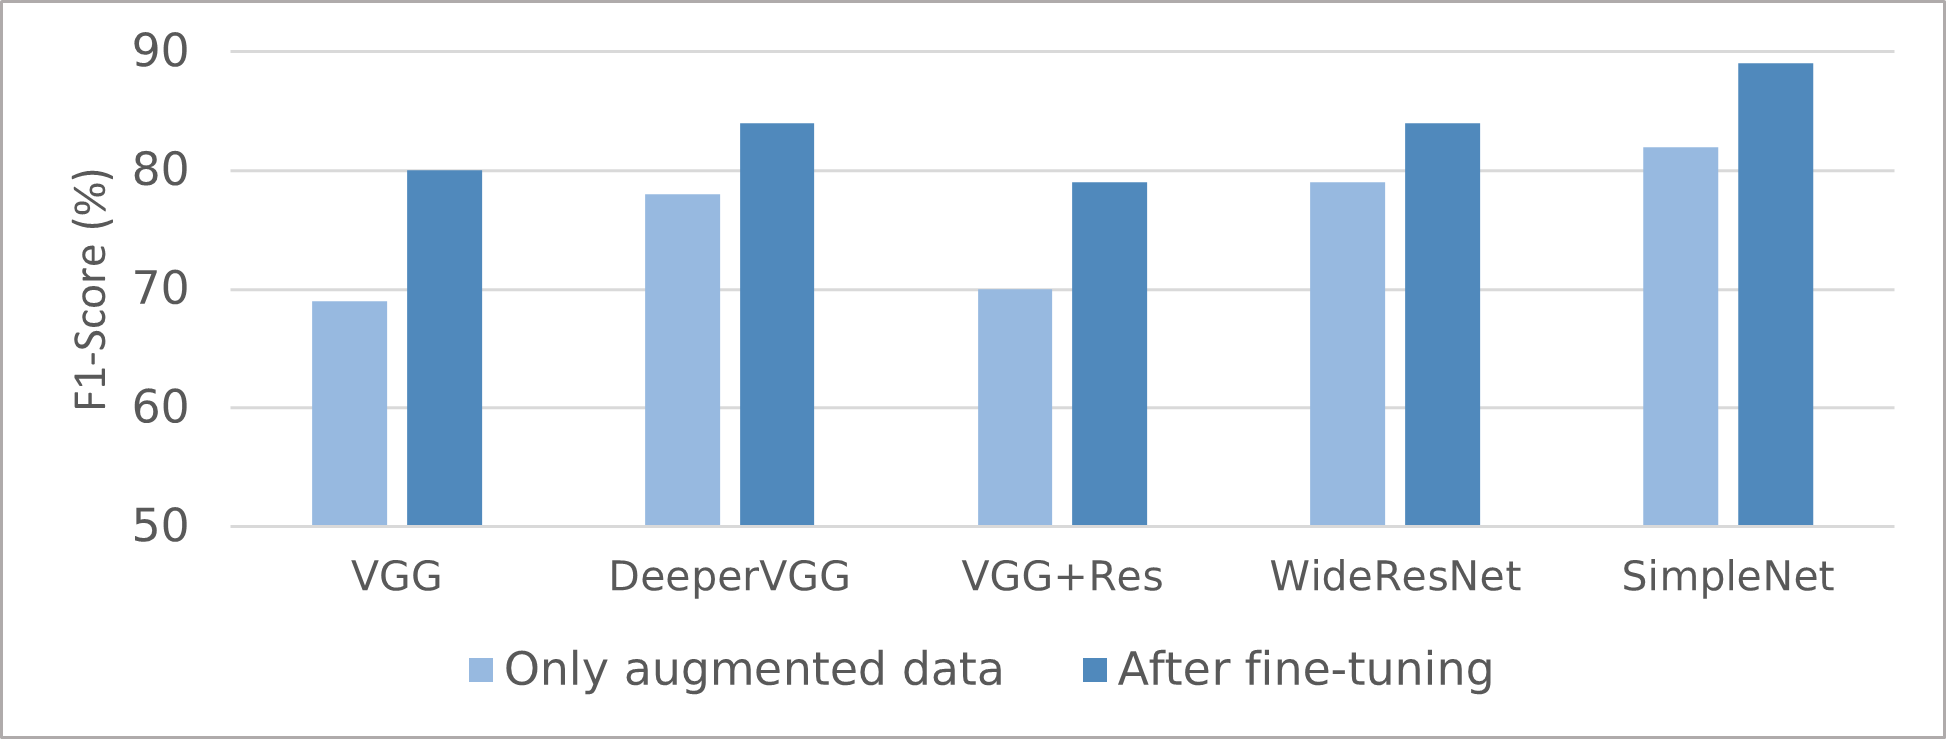 F1-Score (%)
90
80
70
60
50
VGG
DeeperVGG
VGG+Res
WideResNet
SimpleNet
Only augmented data
After fine-tuning